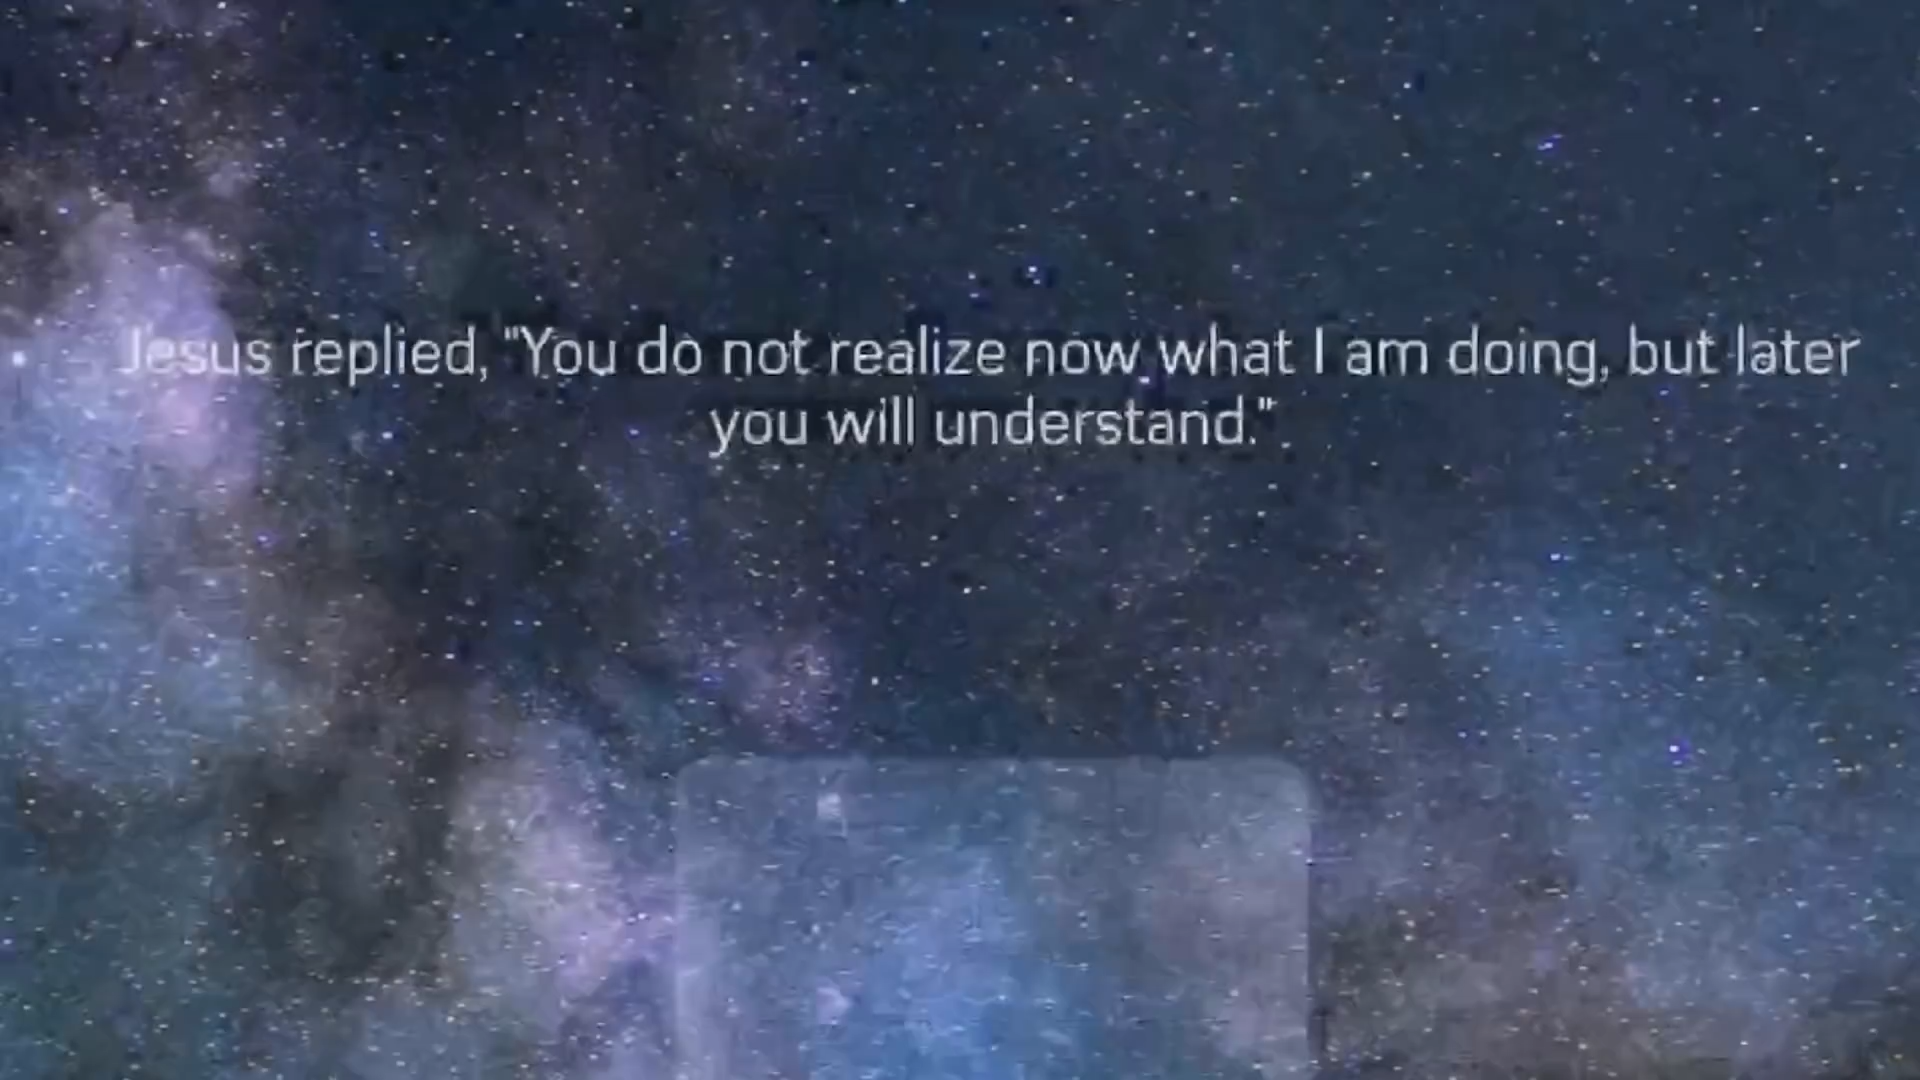 Jesus replied, "You do not realize now what I am doing, but later
you will understand."